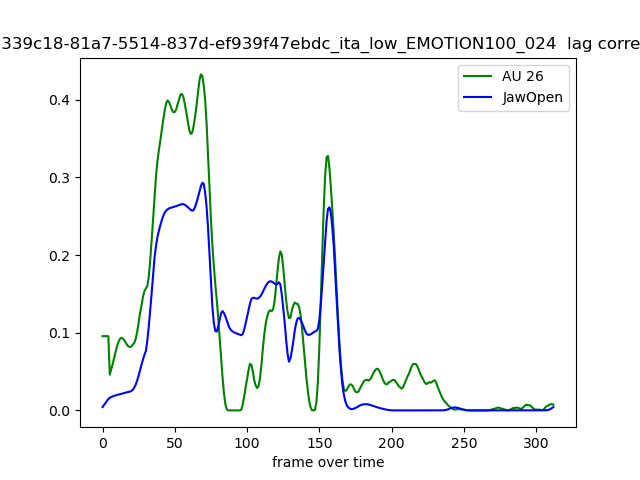 339c18-81a7-5514-837d-ef939f47ebdc_ita_low_EMOTION100_024 lag corre
AU 26
JawOpen
0.4
0.3
0.2
0.1
0.0
0 50 100 150 200 250 300
frame over time